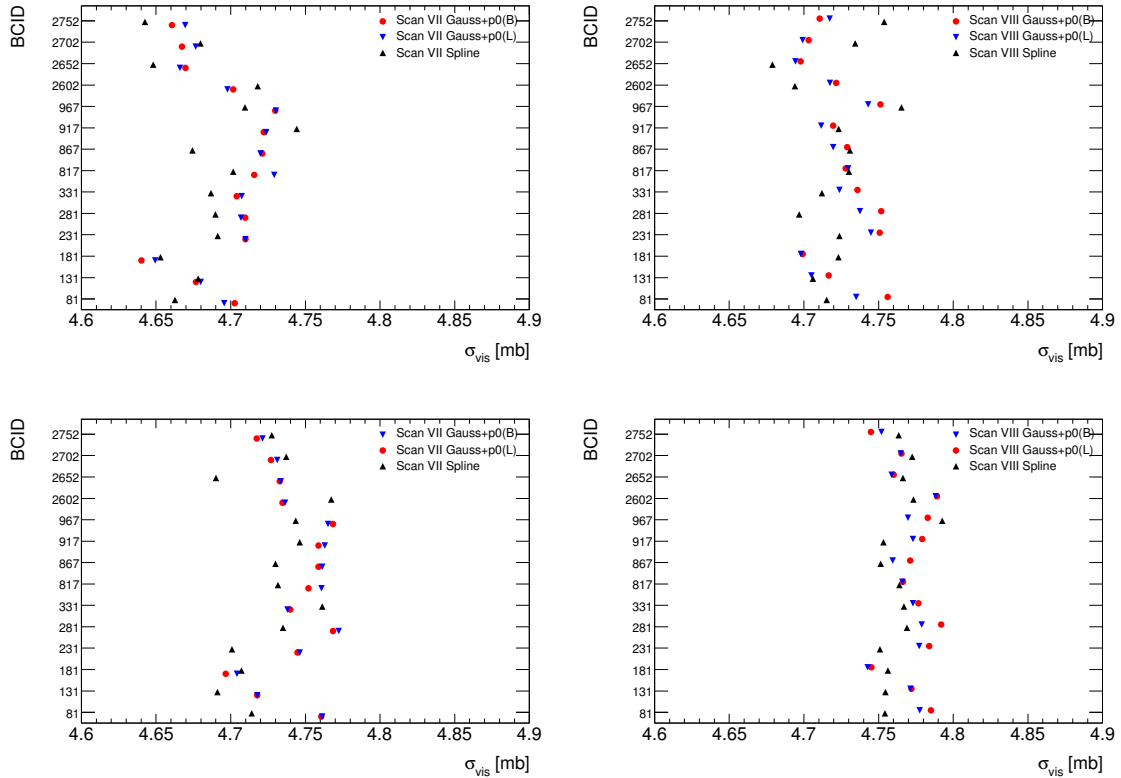 BCID
2752
2702
2652
2602
967
917
867
817
331
281
231
181
131
81
4.6 4.65 4.7 4.75 4.8 4.85 4.9
σvis [mb]
Scan VII Gauss+p0(B)
Scan VII Gauss+p0(L)
Scan VII Spline
BCID
2752
2702
2652
2602
967
917
867
817
331
281
231
181
131
81
4.6 4.65 4.7 4.75 4.8 4.85 4.9
σvis [mb]
Scan VIII Gauss+p0(B)
Scan VIII Gauss+p0(L)
Scan VIII Spline
BCID
2752
2702
2652
2602
967
917
867
817
331
281
231
181
131
81
4.6 4.65 4.7 4.75 4.8 4.85 4.9
σvis [mb]
Scan VII Gauss+p0(B)
Scan VII Gauss+p0(L)
Scan VII Spline
BCID
2752
2702
2652
2602
967
917
867
817
331
281
231
181
131
81
4.6 4.65 4.7 4.75 4.8 4.85 4.9
σvis [mb]
Scan VIII Gauss+p0(B)
Scan VIII Gauss+p0(L)
Scan VIII Spline